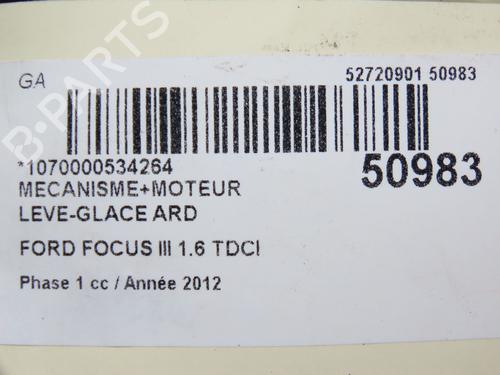 GA
52720901 50983
*1070000534264
50983
MECANISME+MOTEUR
LEVE-GLACE ARD
FORD FOCUS III 1.6 TDCI
Phase 1 cc / Année 2012
B-PARTS